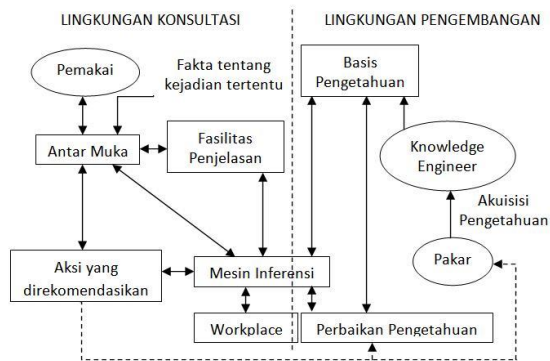 LINGKUNGAN KONSULTASI
LINGKUNGAN PENGEMBANGAN
Pemakai
Fakta tentang
kejadian tertentu
Basis
Pengetahuan
Antar Muka
Fasilitas
Penjelasan
Knowledge
Engineer
Akuisisi
Pengetahuan
Aksi yang
direkomendasikan
Mesin Inferensi
Pakar
Workplace
Perbaikan Pengetahuan